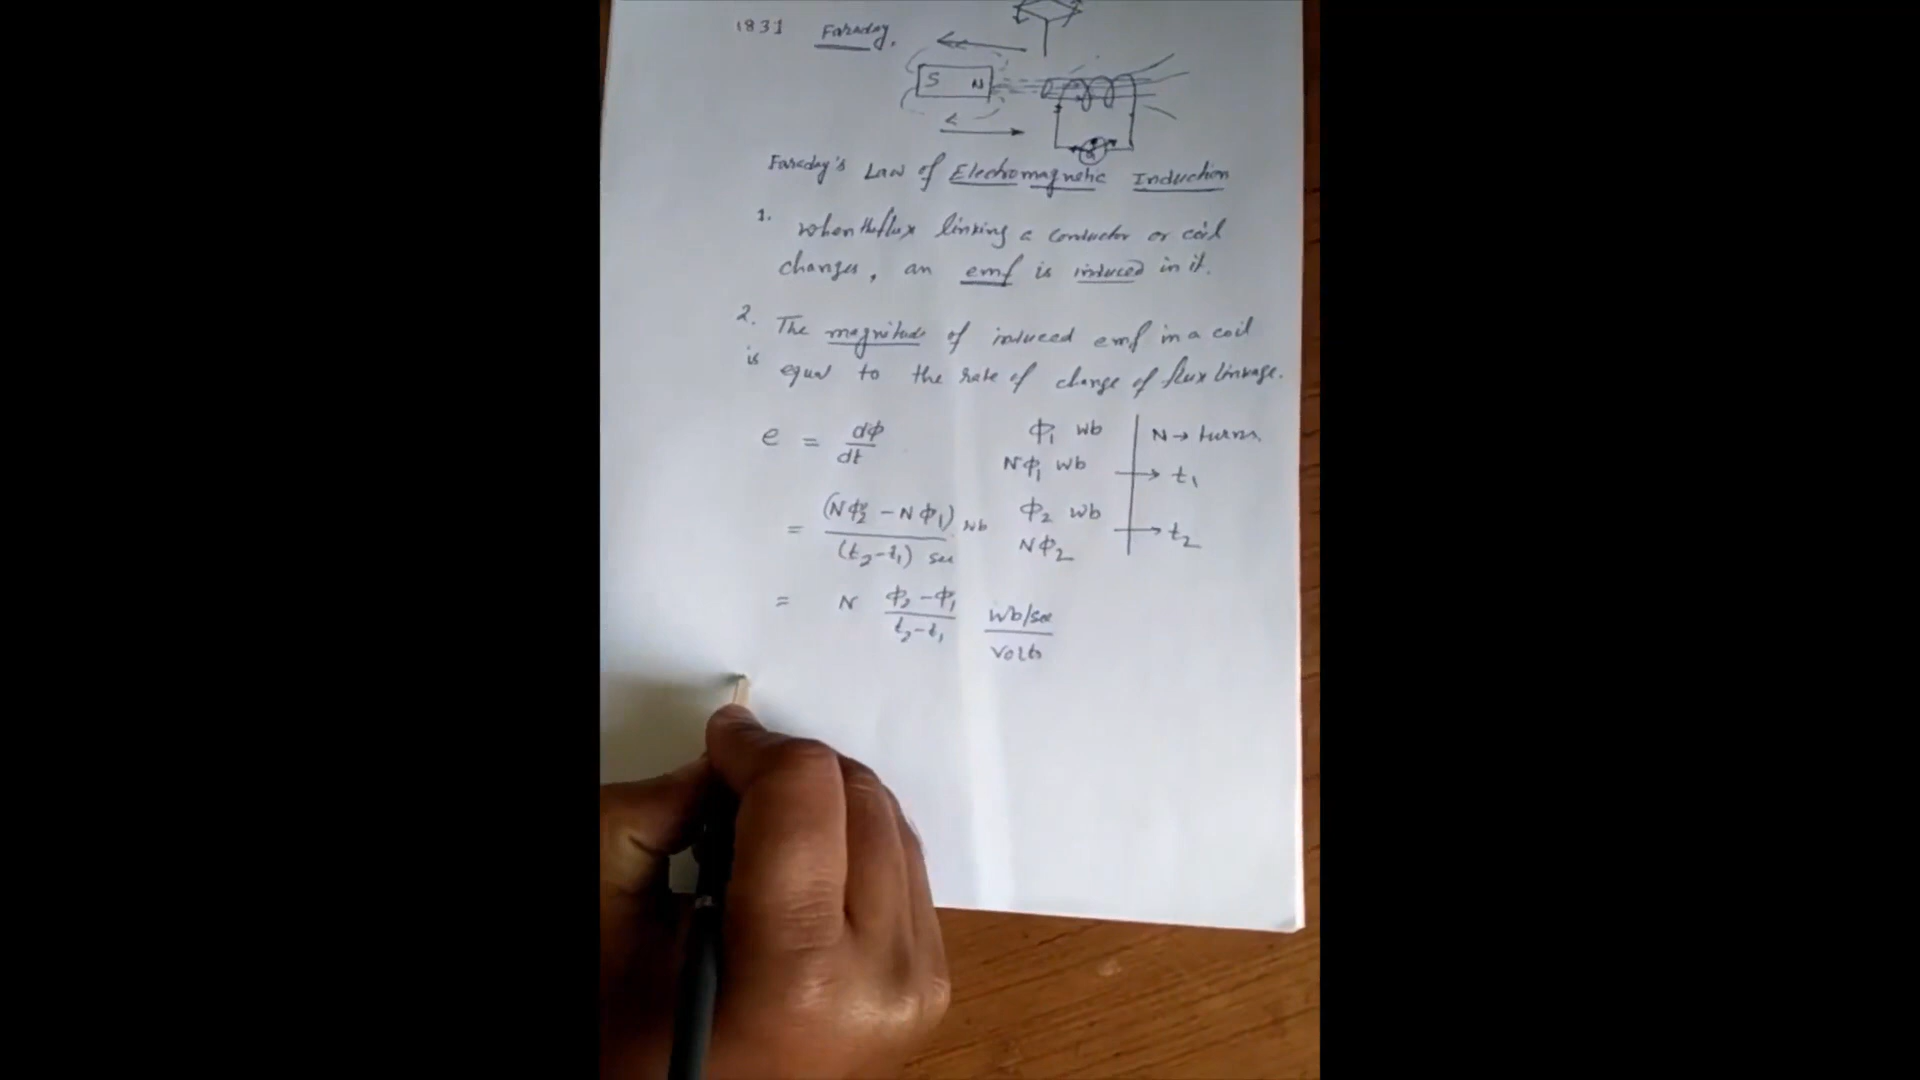 1831 Faraday.
S N
Faraday's Law of Electromagnetic Induction
1. when the flux linking a conductor or coil
changes, an emf is induced in it.
2. The magnitude of induced emf in a coil
is equal to the rate of change of flux linkage.
e = dϕ/dt
ϕ₁ wb N → turns
Nϕ₁ wb → t₁
= (Nϕ₂ - Nϕ₁) wb / (t₂-t₁) sec
ϕ₂ wb → t₂
Nϕ₂
= N ϕ₂-ϕ₁ / t₂-t₁ wb/sec
volts